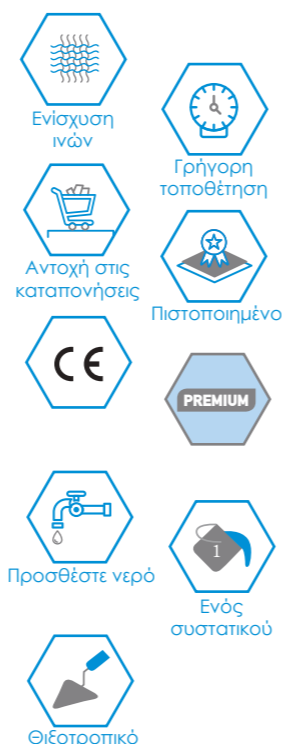 Ενίσχυση
ινών
Γρήγορη
τοποθέτηση
Αντοχή στις
καταπονήσεις
Πιστοποιημένο
CE
PREMIUM
Προσθέστε νερό
1
Ενός
συστατικού
Θιξοτροπικό